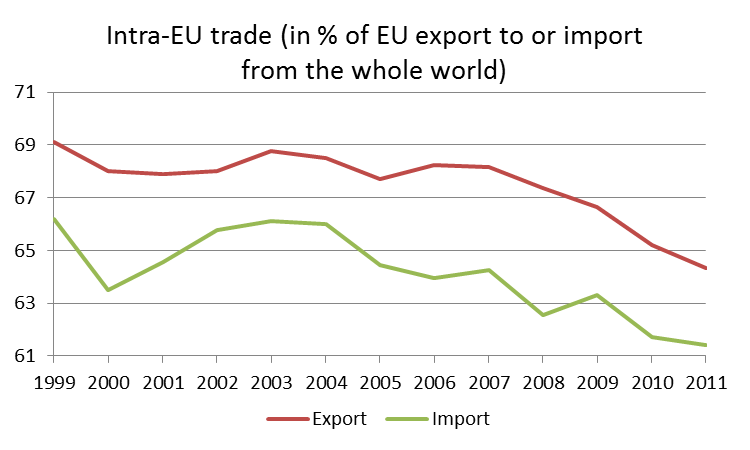 Intra-EU trade (in % of EU export to or import
from the whole world)
71
69
67
65
63
61
1999 2000 2001 2002 2003 2004 2005 2006 2007 2008 2009 2010 2011
Export Import